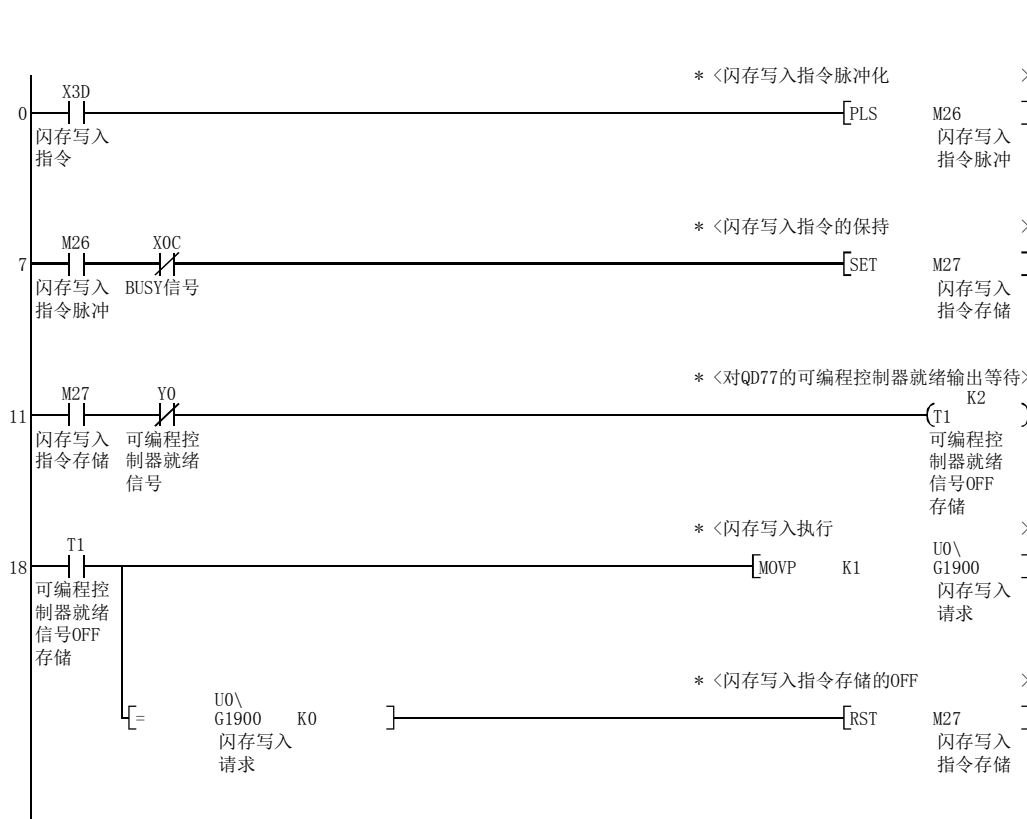 * <闪存写入指令脉冲化 >
X3D
0 PLS M26
闪存写入 闪存写入
指令 指令脉冲
* <闪存写入指令的保持 >
M26 X0C
7 SET M27
闪存写入 BUSY信号 闪存写入
指令脉冲 指令存储
* <对QD77的可编程控制器就绪输出等待>
M27 Y0 K2
11 T1
闪存写入 可编程控 可编程控
指令存储 制器就绪 制器就绪
信号 信号OFF
存储
* <闪存写入执行 >
T1 U0\
18 MOVP K1 G1900
可编程控 闪存写入
制器就绪 请求
信号OFF
存储
* <闪存写入指令存储的OFF >
U0\
= G1900 K0 RST M27
闪存写入 闪存写入
请求 指令存储